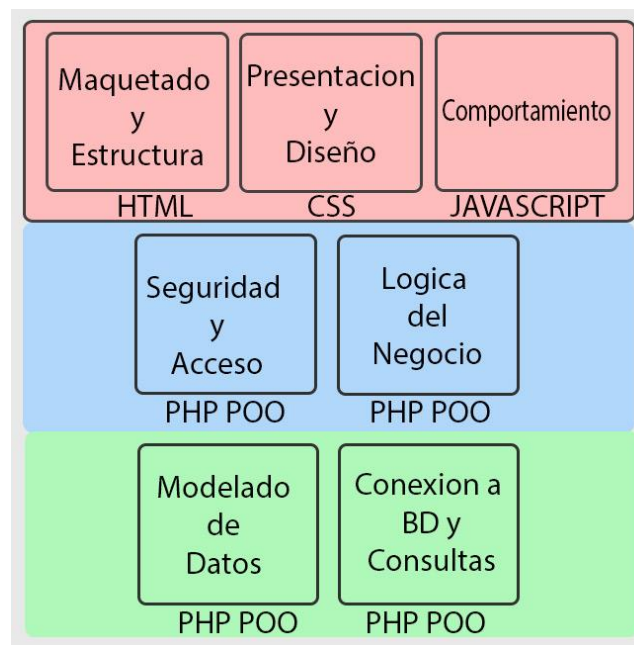 Maquetado
y
Estructura
HTML
Presentacion
y
Diseño
CSS
Comportamiento
JAVASCRIPT
Seguridad
y
Acceso
PHP POO
Logica
del
Negocio
PHP POO
Modelado
de
Datos
PHP POO
Conexion a
BD y
Consultas
PHP POO